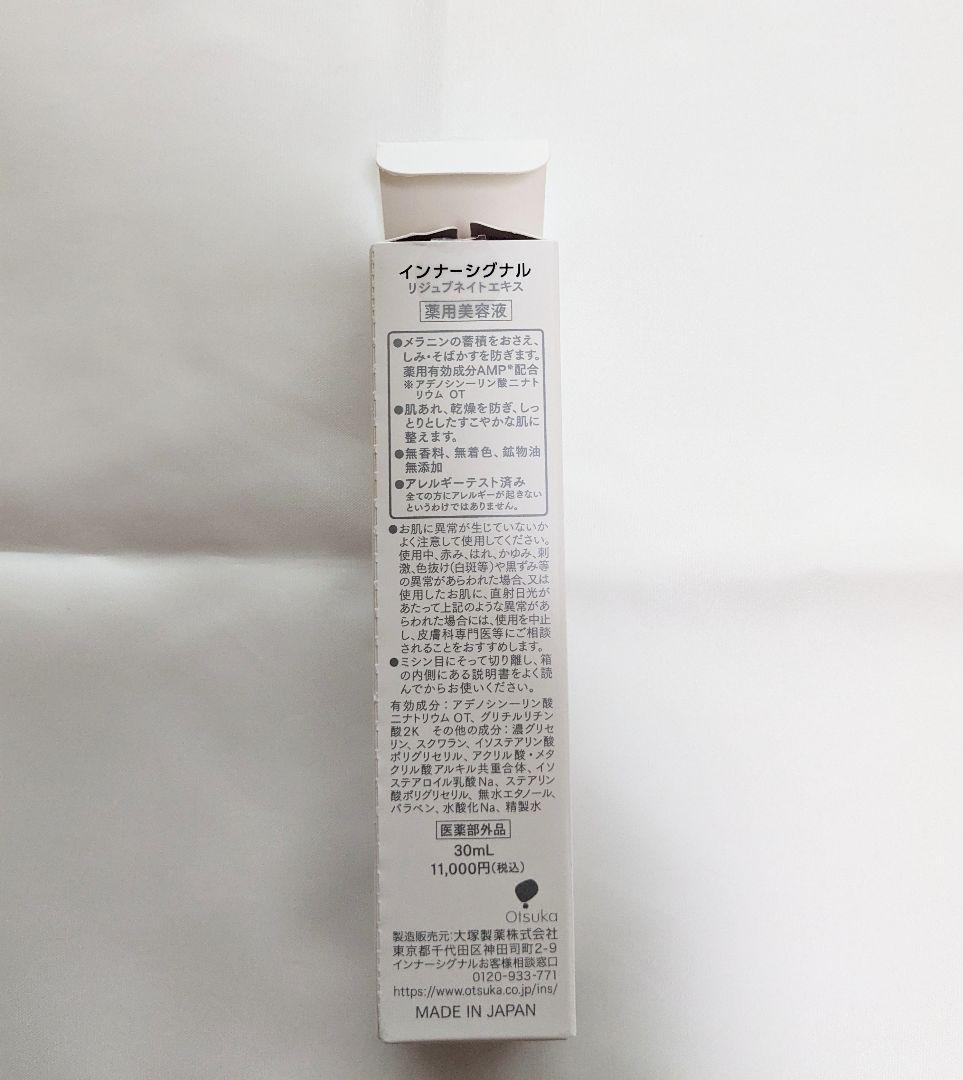 インナーシグナル
リジュブネイトエキス
薬用美容液
●メラニンの蓄積をおさえ、
しみ・そばかすを防ぎます。
薬用有効成分AMP※配合
※アデノシン一リン酸二ナト
リウム OT
●肌あれ、乾燥を防ぎ、しっ
とりとしたすこやかな肌に
整えます。
●無香料、無着色、鉱物油
無添加
●アレルギーテスト済み
全ての方にアレルギーが起きない
というわけではありません。
●お肌に異常が生じていないか
よく注意して使用してください。
使用中、赤み、はれ、かゆみ、刺
激、色抜け(白斑等)や黒ずみ等
の異常があらわれた場合、又は
使用したお肌に、直射日光が
あたって上記のような異常があ
らわれた場合には、使用を中止
し、皮膚科専門医等にご相談
されることをおすすめします。
●ミシン目にそって切り離し、箱
の内側にある説明書をよく読
んでからお使いください。
有効成分：アデノシン一リン酸
二ナトリウム OT、グリチルリチン
酸2K その他の成分：濃グリセ
リン、スクワラン、イソステアリン酸
ポリグリセリル、アクリル酸・メタ
クリル酸アルキル共重合体、イソ
ステアロイル乳酸Na、ステアリン
酸ポリグリセリル、無水エタノール、
パラベン、水酸化Na、精製水
医薬部外品
30mL
11,000円(税込)
Otsuka
製造販売元:大塚製薬株式会社
東京都千代田区神田司町2-9
インナーシグナルお客様相談窓口
0120-933-771
https://www.otsuka.co.jp/ins/
MADE IN JAPAN